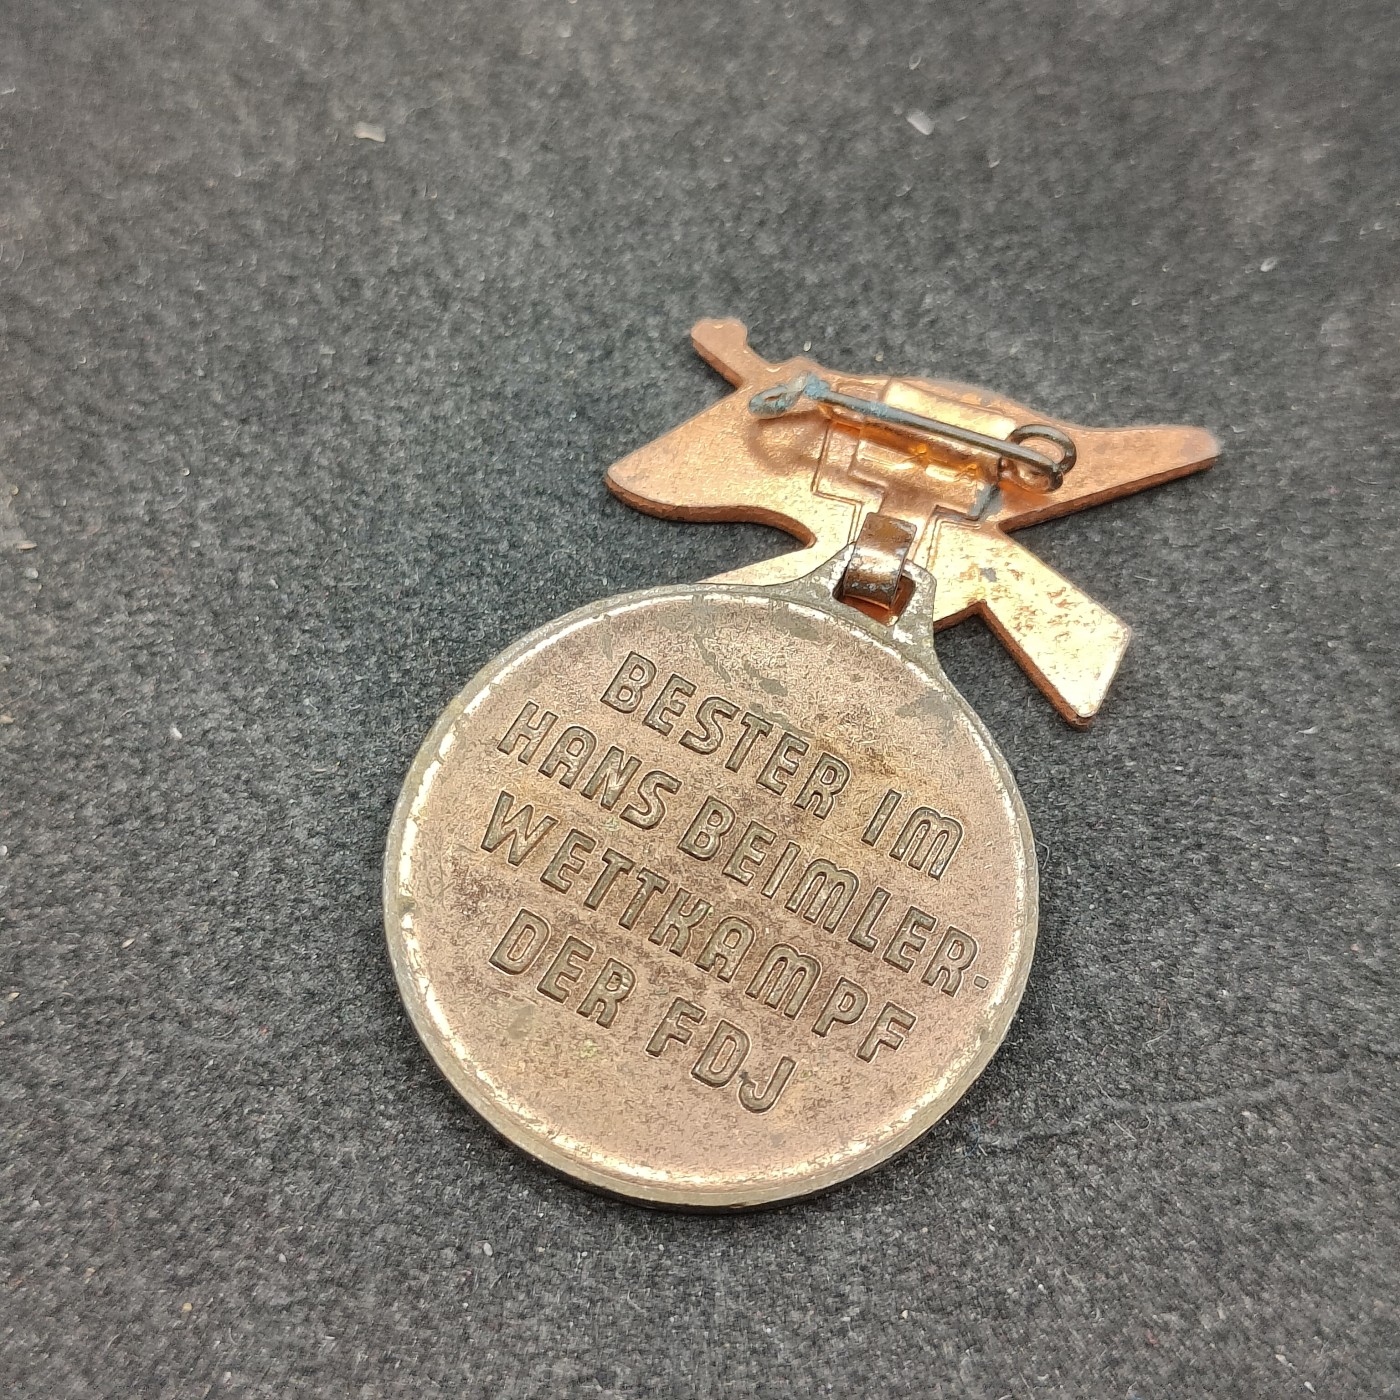 BESTER IM
HANS BEIMLER-
WETTKAMPF
DER FDJ